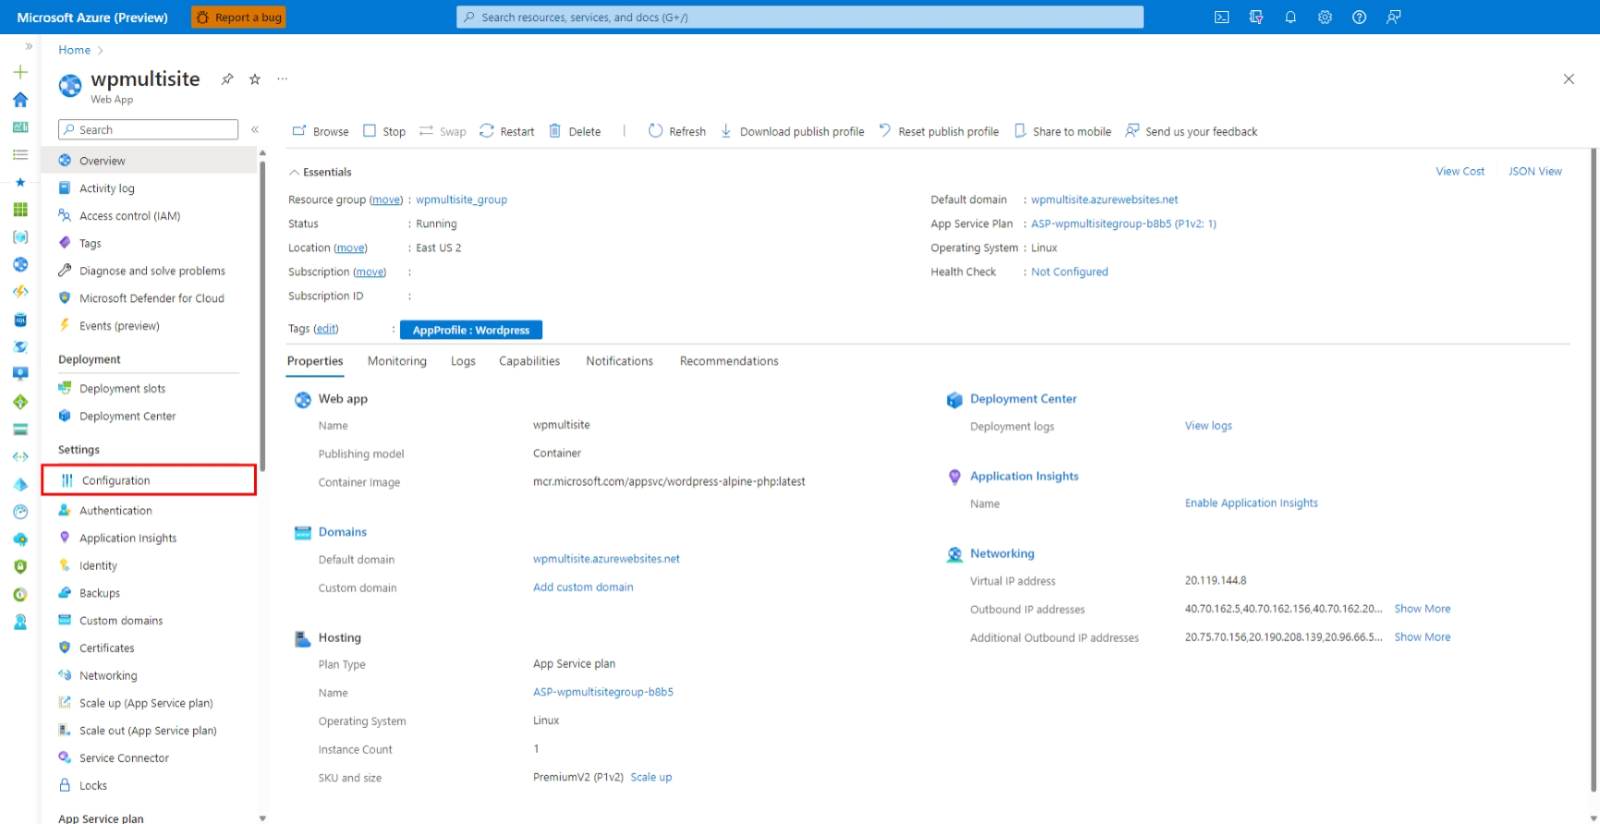 Microsoft Azure (Preview)
Report a bug
Search resources, services, and docs (G+/)
Home
wpmultisite
Web App
Search
Overview
Activity log
Access control (IAM)
Tags
Diagnose and solve problems
Microsoft Defender for Cloud
Events (preview)
Deployment
Deployment slots
Deployment Center
Settings
Configuration
Authentication
Application Insights
Identity
Backups
Custom domains
Certificates
Networking
Scale up (App Service plan)
Scale out (App Service plan)
Service Connector
Locks
App Service plan
Browse Stop Swap Restart Delete Refresh Download publish profile Reset publish profile Share to mobile Send us your feedback
Essentials
View Cost JSON View
Resource group (move) : wpmultisite_group
Status : Running
Location (move) : East US 2
Subscription (move) :
Subscription ID :
Tags (edit) : AppProfile : Wordpress
Default domain : wpmultisite.azurewebsites.net
App Service Plan : ASP-wpmultisitegroup-b8b5 (P1v2: 1)
Operating System : Linux
Health Check : Not Configured
Properties Monitoring Logs Capabilities Notifications Recommendations
Web app
Name wpmultisite
Publishing model Container
Container Image mcr.microsoft.com/appsvc/wordpress-alpine-php:latest
Domains
Default domain wpmultisite.azurewebsites.net
Custom domain Add custom domain
Hosting
Plan Type App Service plan
Name ASP-wpmultisitegroup-b8b5
Operating System Linux
Instance Count 1
SKU and size PremiumV2 (P1v2) Scale up
Deployment Center
Deployment logs View logs
Application Insights
Name Enable Application Insights
Networking
Virtual IP address 20.119.144.8
Outbound IP addresses 40.70.162.5,40.70.162.156,40.70.162.20... Show More
Additional Outbound IP addresses 20.75.70.156,20.190.208.139,20.96.66.5... Show More